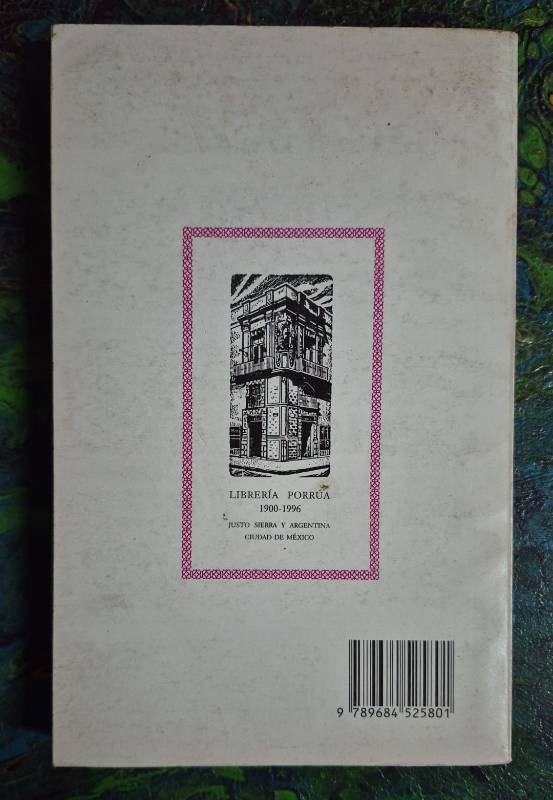 LIBRERÍA PORRÚA
1900-1996
JUSTO SIERRA Y ARGENTINA
CIUDAD DE MÉXICO
9 789684 525801